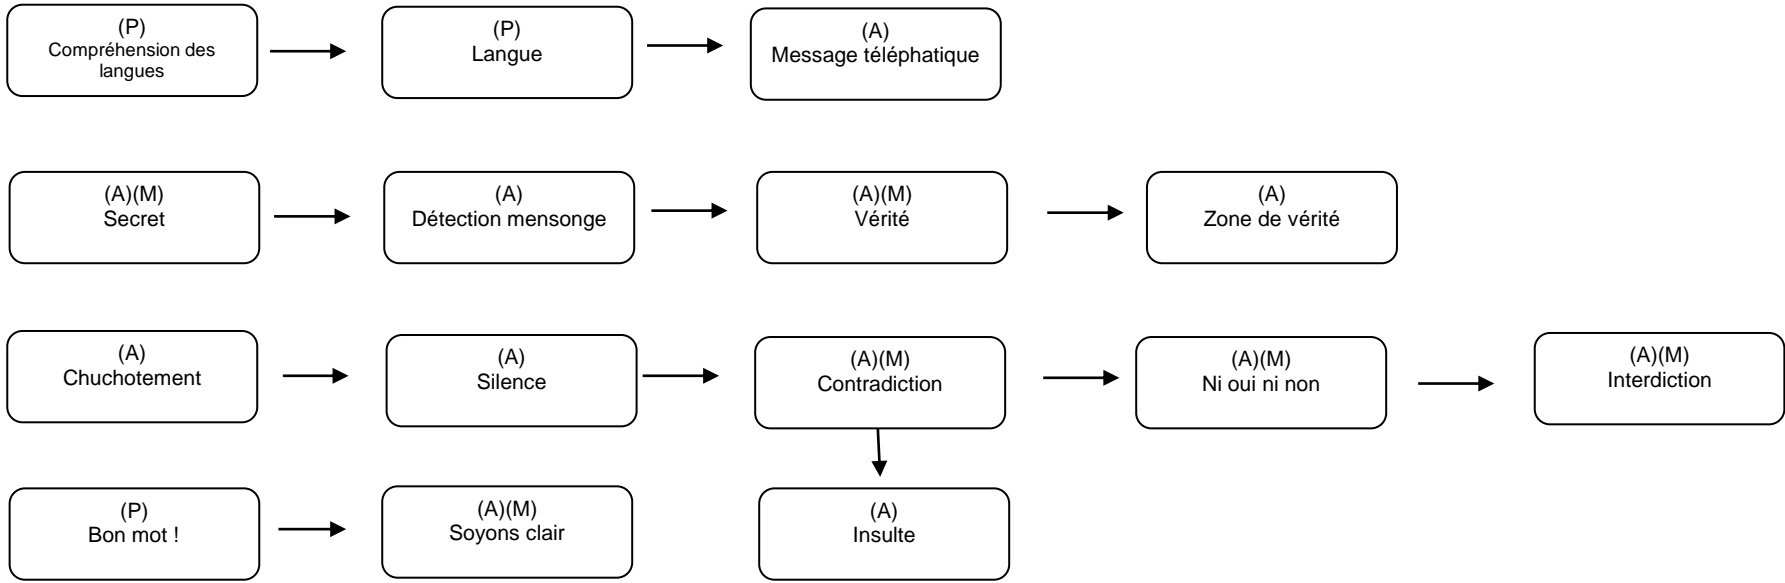 (P)
Compréhension des
langues
(P)
Langue
(A)
Message téléphatique
(A)(M)
Secret
(A)
Détection mensonge
(A)(M)
Vérité
(A)
Zone de vérité
(A)
Chuchotement
(A)
Silence
(A)(M)
Contradiction
(A)(M)
Ni oui ni non
(A)(M)
Interdiction
(P)
Bon mot !
(A)(M)
Soyons clair
(A)
Insulte